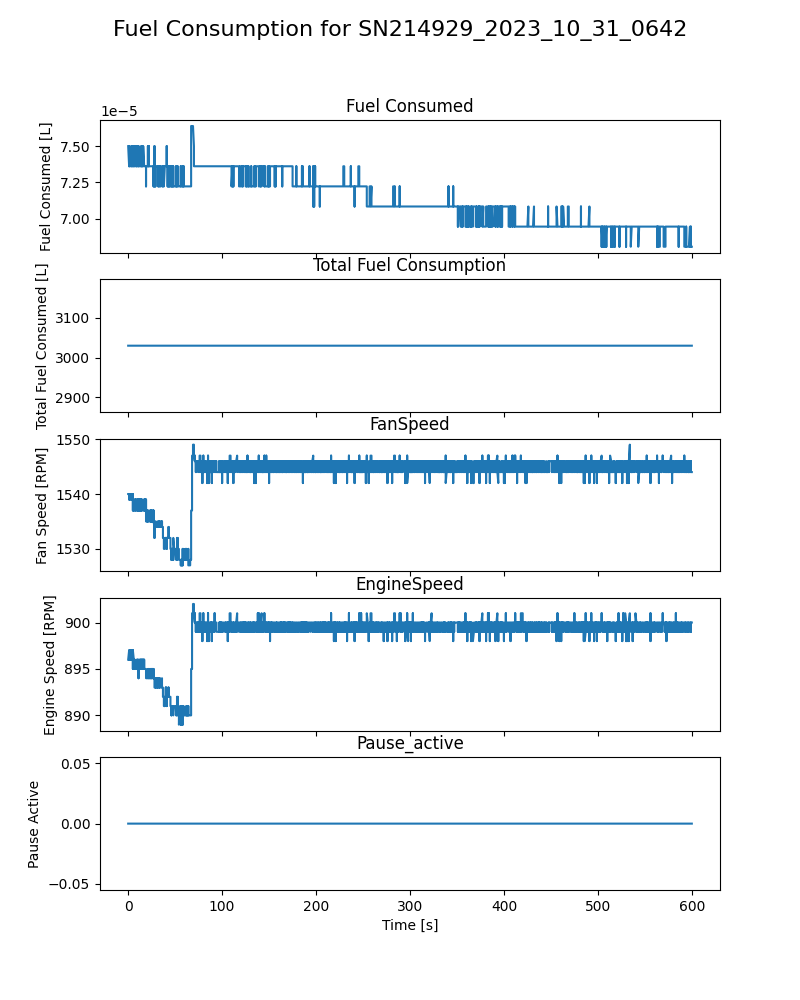 Fuel Consumption for SN214929_2023_10_31_0642
Fuel Consumed
1e−5
7.50
7.25
7.00
Fuel Consumed [L]
Total Fuel Consumption
3100
3000
2900
Total Fuel Consumed [L]
FanSpeed
1550
1540
1530
Fan Speed [RPM]
EngineSpeed
900
895
890
Engine Speed [RPM]
Pause_active
0.05
0.00
−0.05
Pause Active
0 100 200 300 400 500 600
Time [s]